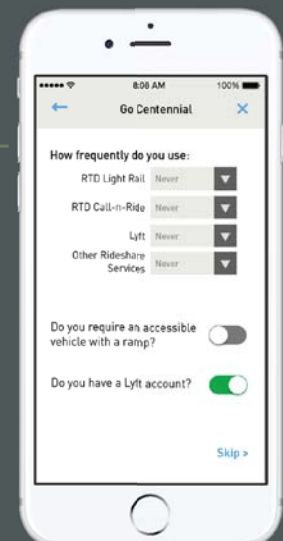 8:08 AM 100%
Go Centennial
How frequently do you use:
RTD Light Rail Never
RTD Call-n-Ride Never
Lyft Never
Other Rideshare
Services Never
Do you require an accessible
vehicle with a ramp?
Do you have a Lyft account?
Skip »